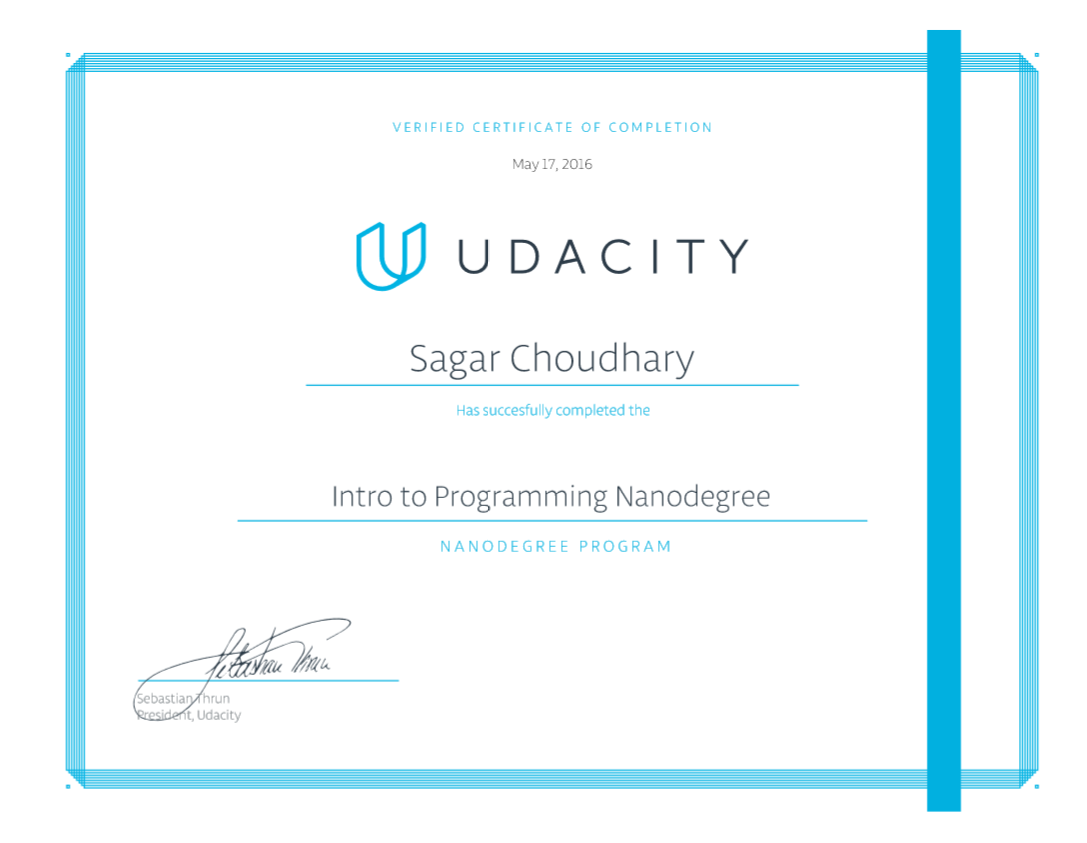 VERIFIED CERTIFICATE OF COMPLETION
May 17, 2016
UDACITY
Sagar Choudhary
Has succesfully completed the
Intro to Programming Nanodegree
NANODEGREE PROGRAM
Sebastian Thrun
Sebastian Thrun
President, Udacity